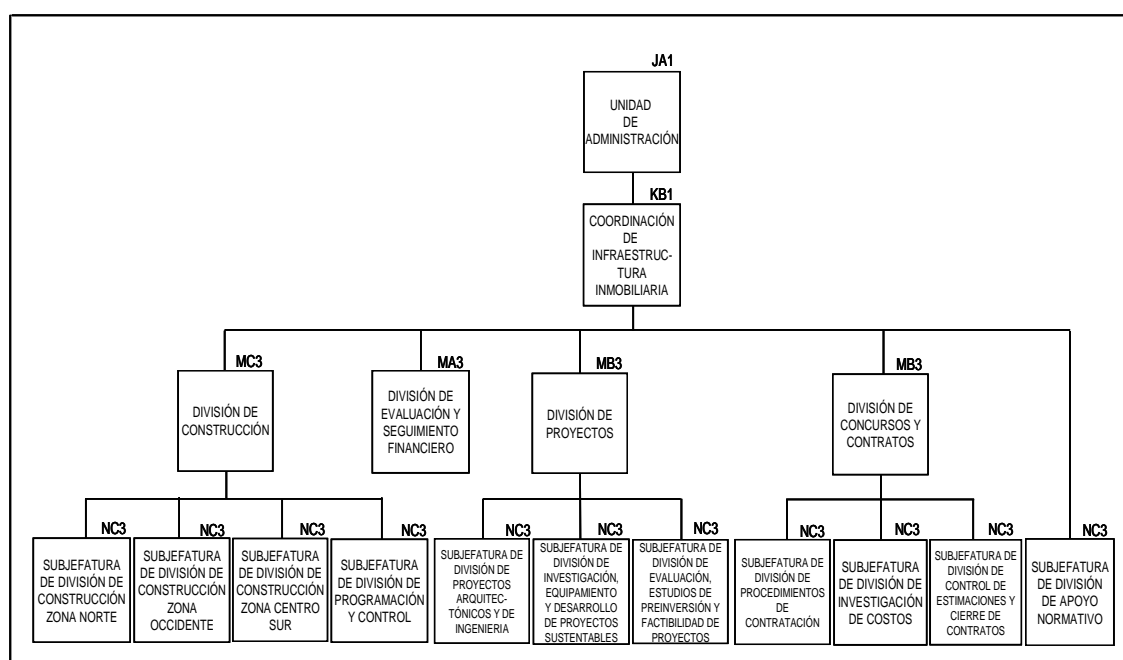 JA1
UNIDAD
DE
ADMINISTRACIÓN
KB1
COORDINACIÓN
DE
INFRAESTRUC-
TURA
INMOBILIARIA
MC3
DIVISIÓN DE
CONSTRUCCIÓN
MA3
DIVISIÓN DE
EVALUACIÓN Y
SEGUIMIENTO
FINANCIERO
MB3
DIVISIÓN DE
PROYECTOS
MB3
DIVISIÓN DE
CONCURSOS Y
CONTRATOS
NC3
SUBJEFATURA
DE DIVISIÓN DE
CONSTRUCCIÓN
ZONA NORTE
NC3
SUBJEFATURA
DE DIVISIÓN DE
CONSTRUCCIÓN
ZONA
OCCIDENTE
NC3
SUBJEFATURA
DE DIVISIÓN DE
CONSTRUCCIÓN
ZONA CENTRO
SUR
NC3
SUBJEFATURA
DE DIVISIÓN DE
PROGRAMACIÓN
Y CONTROL
NC3
SUBJEFATURA DE
DIVISIÓN DE
PROYECTOS
ARQUITEC-
TÓNICOS Y DE
INGENIERIA
NC3
SUBJEFATURA DE
DIVISIÓN DE
INVESTIGACIÓN,
EQUIPAMIENTO
Y DESARROLLO
DE PROYECTOS
SUSTENTABLES
NC3
SUBJEFATURA DE
DIVISIÓN DE
EVALUACIÓN,
ESTUDIOS DE
PREINVERSIÓN Y
FACTIBILIDAD DE
PROYECTOS
NC3
SUBJEFATURA DE
DIVISIÓN DE
PROCEDIMIENTOS
DE
CONTRATACIÓN
NC3
SUBJEFATURA
DE DIVISIÓN DE
INVESTIGACIÓN
DE COSTOS
NC3
SUBJEFATURA DE
DIVISIÓN DE
CONTROL DE
ESTIMACIONES Y
CIERRE DE
CONTRATOS
NC3
SUBJEFATURA
DE DIVISIÓN
DE APOYO
NORMATIVO